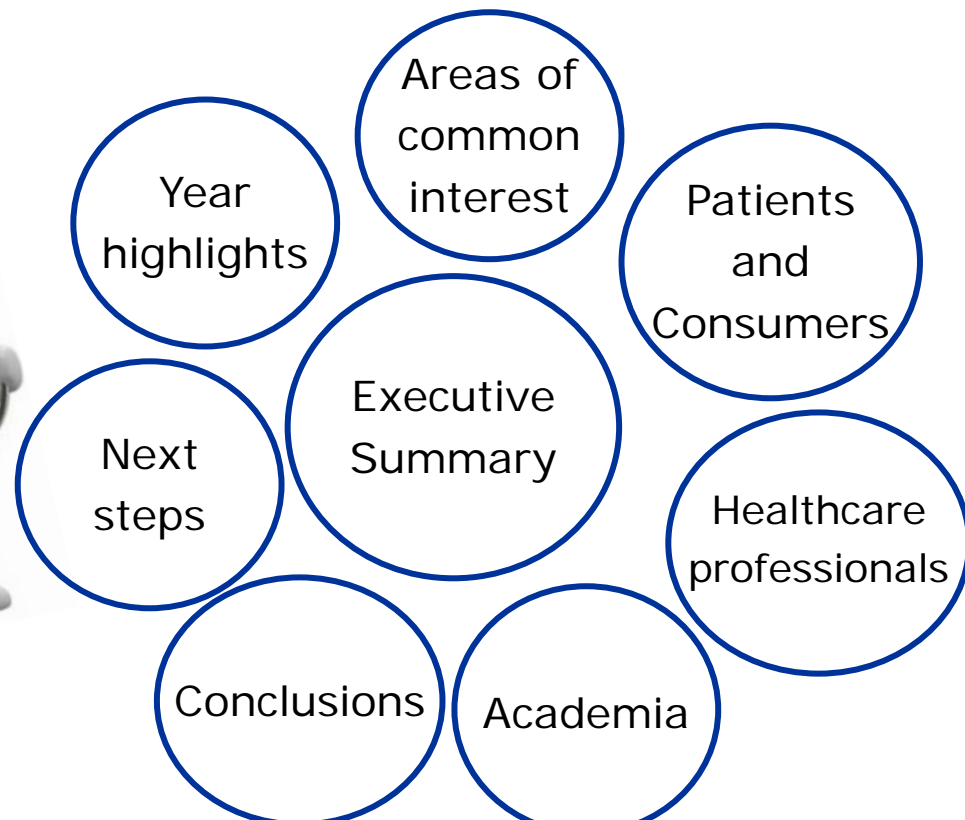 Areas of
common
interest
Year
highlights
Patients
and
Consumers
Executive
Summary
Next
steps
Healthcare
professionals
Conclusions
Academia